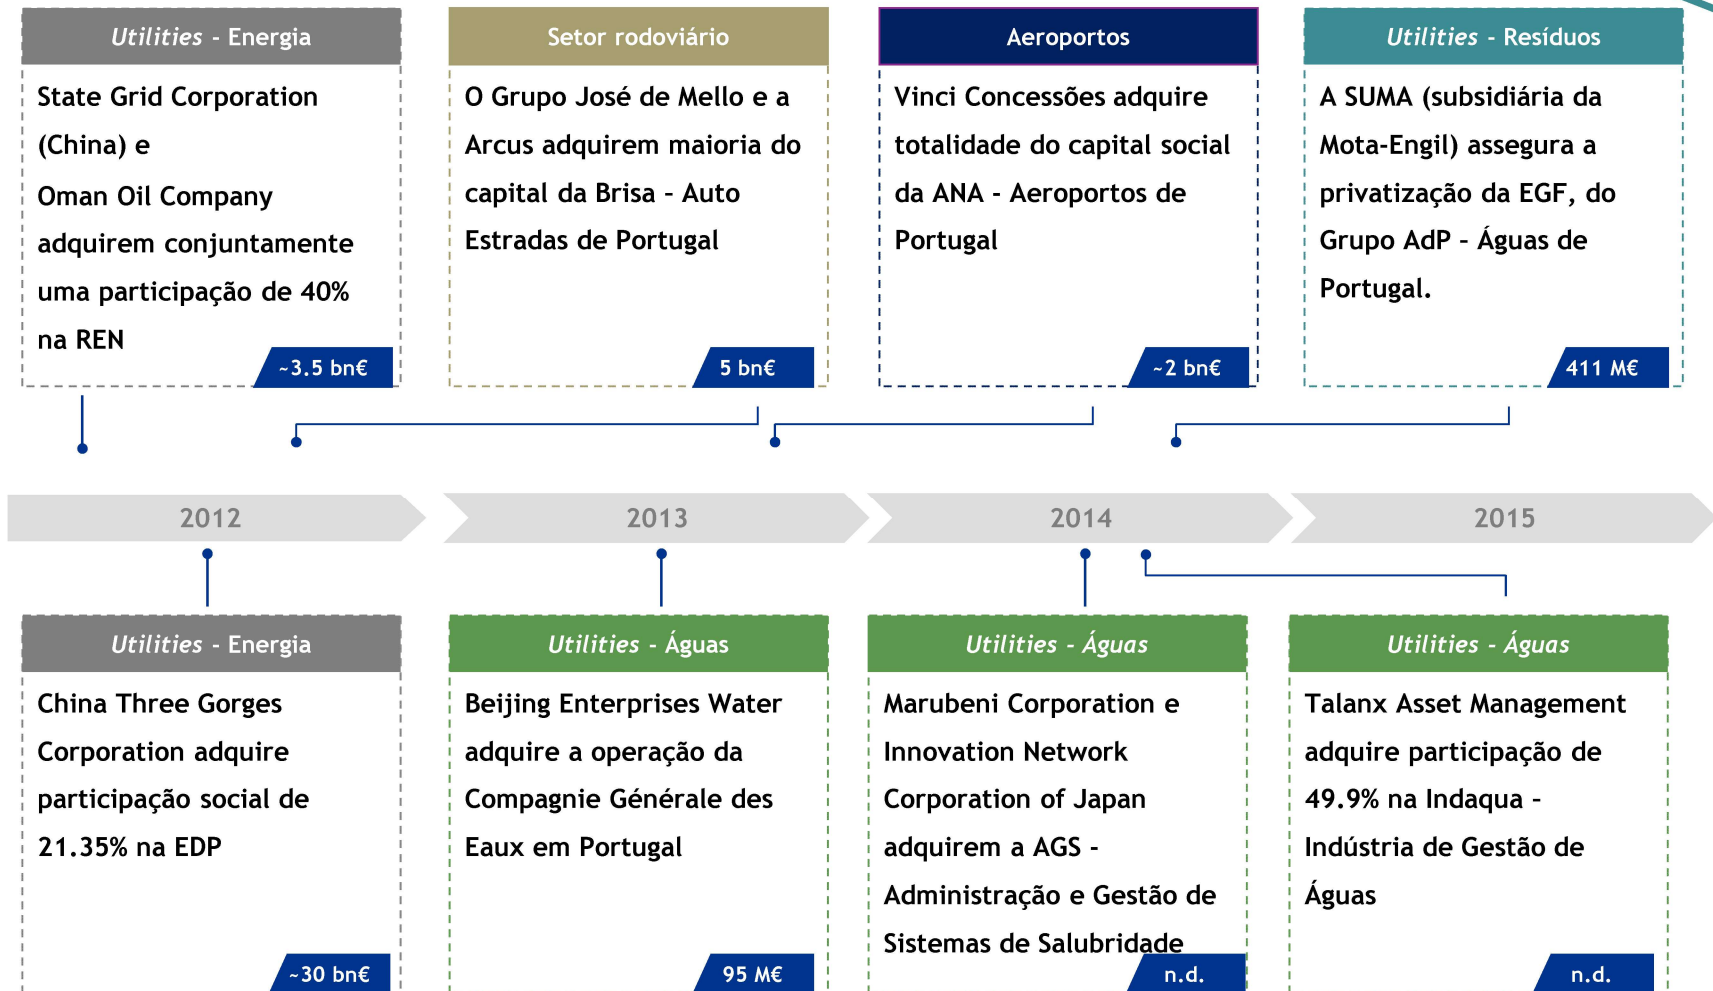 Utilities - Energia
State Grid Corporation
(China) e
Oman Oil Company
adquirem conjuntamente
uma participação de 40%
na REN
~3.5 bn€
Setor rodoviário
O Grupo José de Mello e a
Arcus adquirem maioria do
capital da Brisa – Auto
Estradas de Portugal
5 bn€
Aeroportos
Vinci Concessões adquire
totalidade do capital social
da ANA - Aeroportos de
Portugal
~2 bn€
Utilities - Resíduos
A SUMA (subsidiária da
Mota-Engil) assegura a
privatização da EGF, do
Grupo AdP – Águas de
Portugal.
411 M€
2012
2013
2014
2015
Utilities - Energia
China Three Gorges
Corporation adquire
participação social de
21.35% na EDP
~30 bn€
Utilities - Águas
Beijing Enterprises Water
adquire a operação da
Compagnie Générale des
Eaux em Portugal
95 M€
Utilities - Águas
Marubeni Corporation e
Innovation Network
Corporation of Japan
adquirem a AGS -
Administração e Gestão de
Sistemas de Salubridade
n.d.
Utilities - Águas
Talanx Asset Management
adquire participação de
49.9% na Indaqua –
Indústria de Gestão de
Águas
n.d.